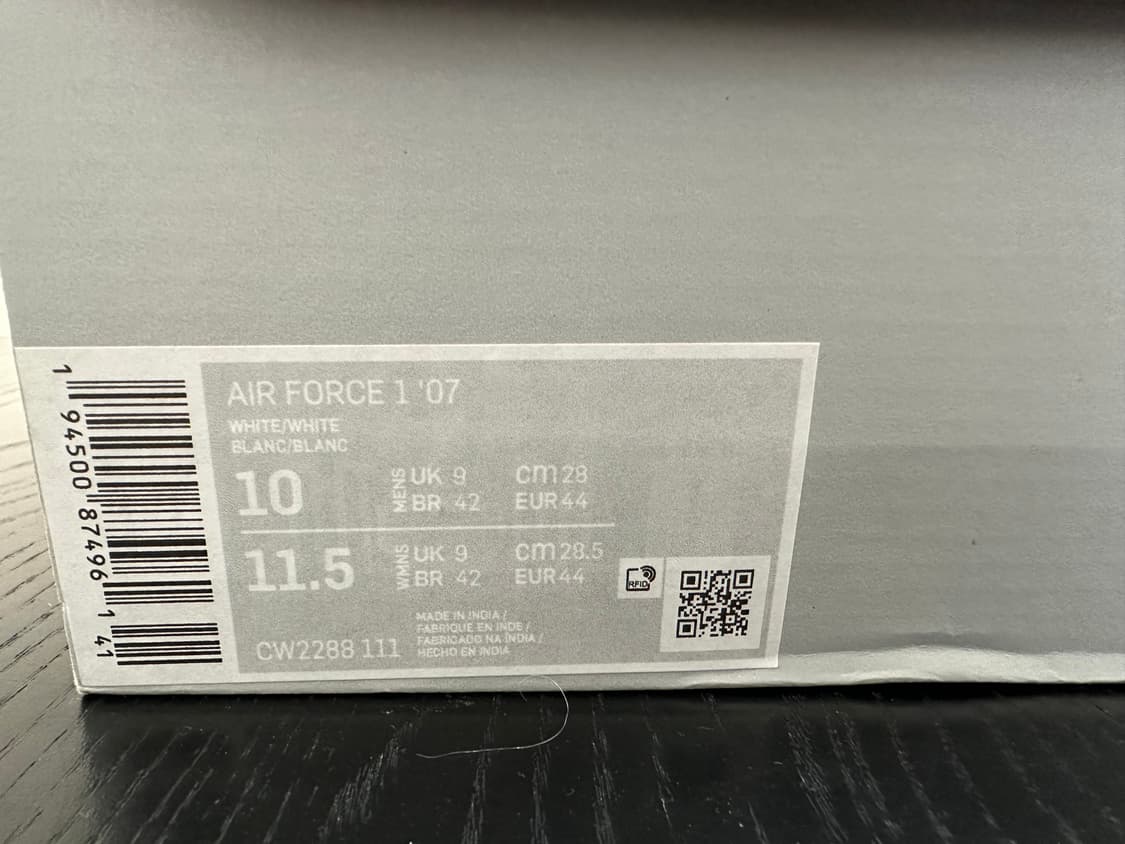 AIR FORCE 1 '07
WHITE/WHITE
BLANC/BLANC
10 MENS UK 9 cm 28
BR 42 EUR 44
11.5 WMNS UK 9 cm 28.5
BR 42 EUR 44
RFID
CW2288 111
MADE IN INDIA /
FABRIQUE EN INDE /
FABRICADO NA INDIA /
HECHO EN INDIA
1 94500 87496 1 41